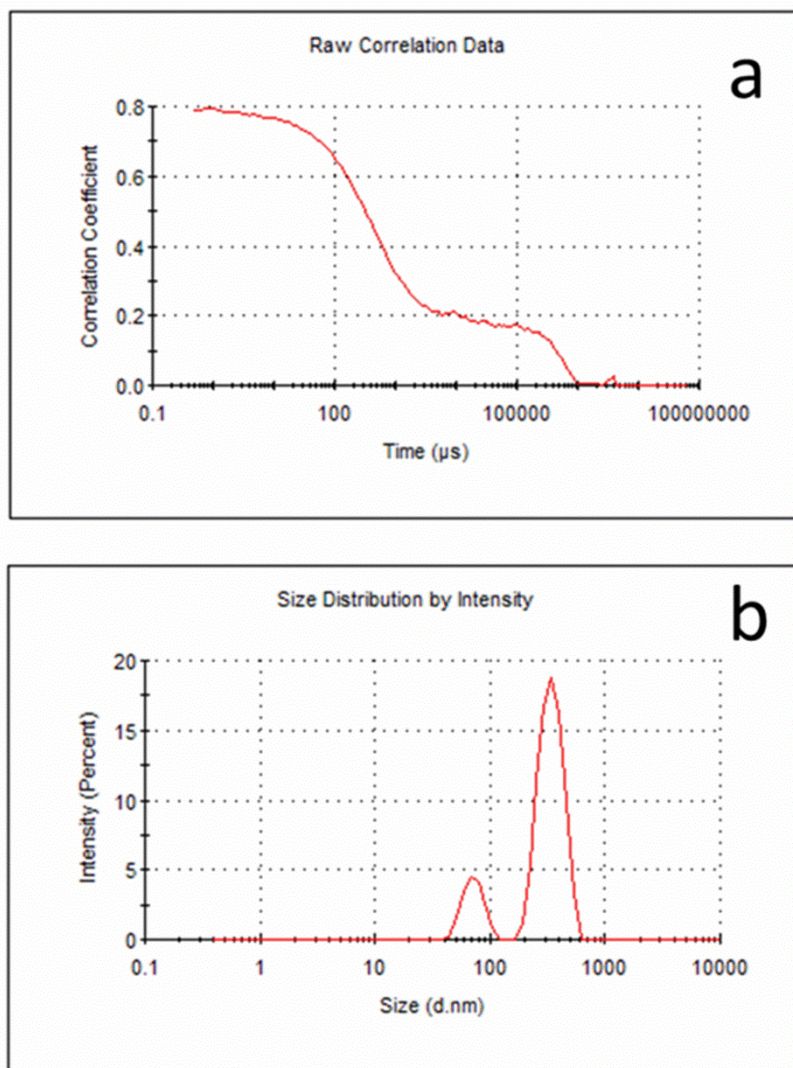 Raw Correlation Data
a
0.8
0.6
0.4
0.2
0.0
Correlation Coefficient
0.1 100 100000 100000000
Time (µs)
Size Distribution by Intensity
b
20
15
10
5
0
Intensity (Percent)
0.1 1 10 100 1000 10000
Size (d.nm)